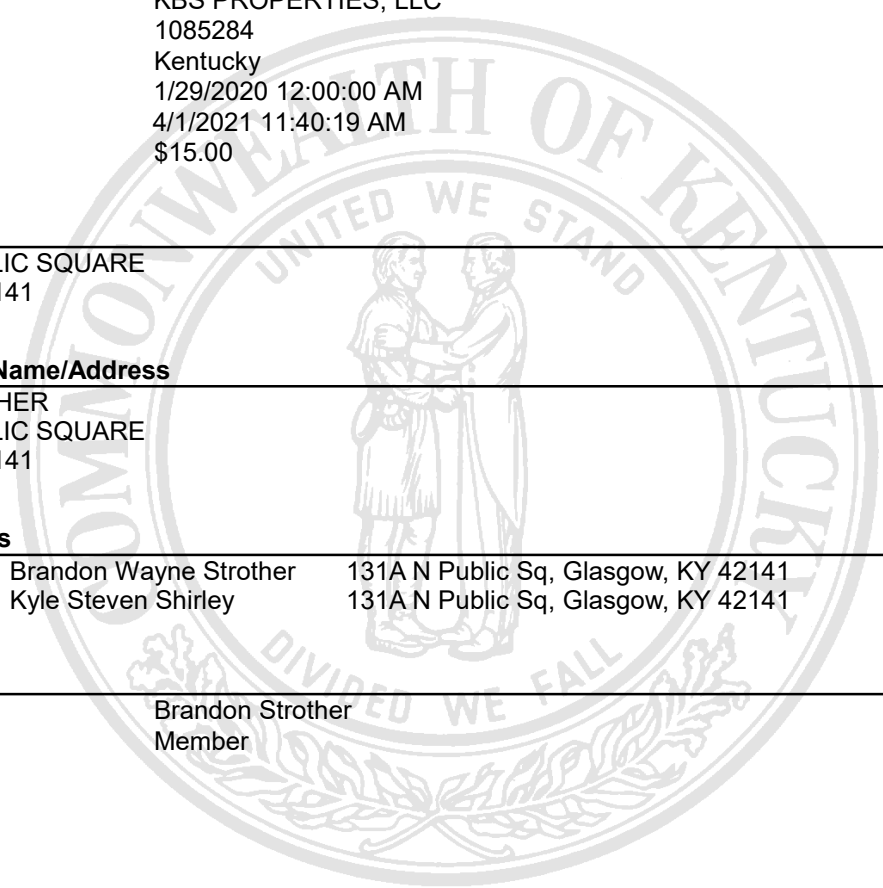 KBS PROPERTIES, LLC
1085284
Kentucky
1/29/2020 12:00:00 AM
4/1/2021 11:40:19 AM
$15.00
COMMONWEALTH OF KENTUCKY
UNITED WE STAND
LIC SQUARE
141
Name/Address
HER
LIC SQUARE
141
s
Brandon Wayne Strother 131A N Public Sq, Glasgow, KY 42141
Kyle Steven Shirley 131A N Public Sq, Glasgow, KY 42141
DIVIDED WE FALL
Brandon Strother
Member